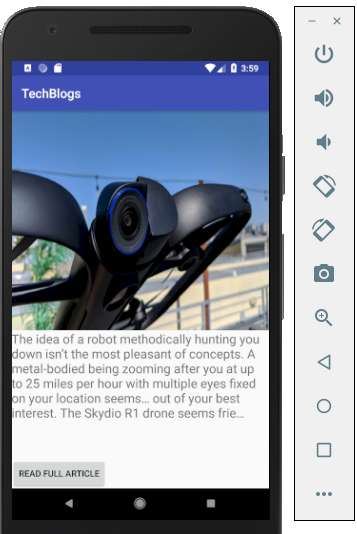 3:59
TechBlogs
The idea of a robot methodically hunting you
down isn't the most pleasant of concepts. A
metal-bodied being zooming after you at up
to 25 miles per hour with multiple eyes fixed
on your location seems... out of your best
interest. The Skydio R1 drone seems frie...
READ FULL ARTICLE